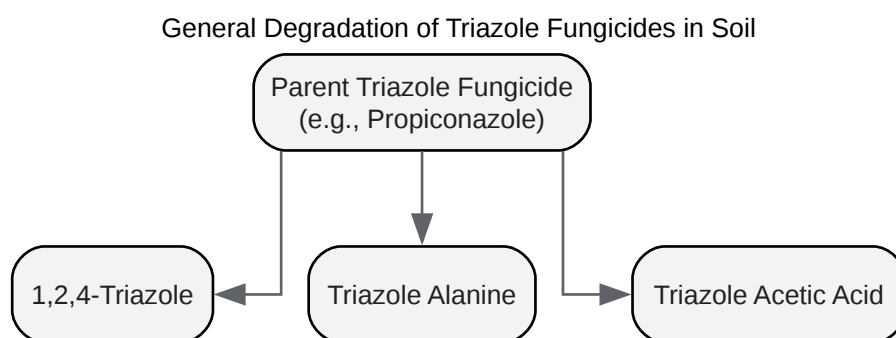 General Degradation of Triazole Fungicides in Soil
Parent Triazole Fungicide
(e.g., Propiconazole)
1,2,4-Triazole
Triazole Alanine
Triazole Acetic Acid